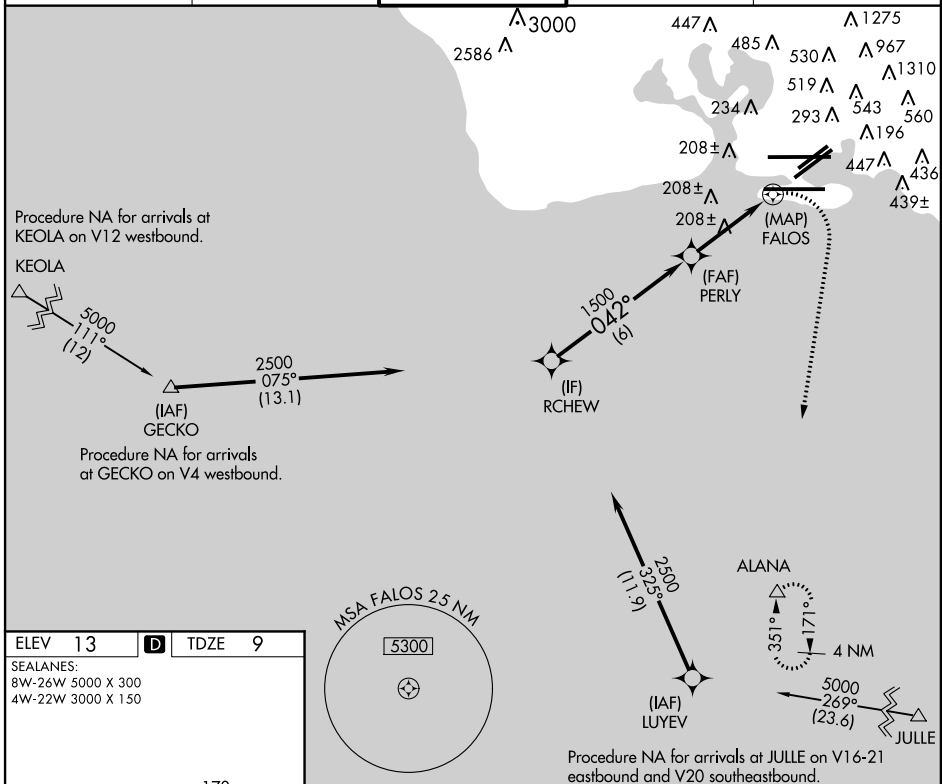 3000
2586
447
485
530
519
234
293
208±
208±
208±
1275
967
1310
543
560
196
447
436
439±
(MAP)
FALOS
(FAF)
PERLY
1500
042°
(6)
(IF)
RCHEW
Procedure NA for arrivals at
KEOLA on V12 westbound.
KEOLA
5000
111°
(12)
2500
075°
(13.1)
(IAF)
GECKO
Procedure NA for arrivals
at GECKO on V4 westbound.
2500
325°
(11.9)
(IAF)
LUYEV
ALANA
351°
171°
4 NM
5000
269°
(23.6)
JULLE
Procedure NA for arrivals at JULLE on V16-21
eastbound and V20 southeastbound.
MSA FALOS 25 NM
5300
ELEV 13 D TDZE 9
SEALANES:
8W-26W 5000 X 300
4W-22W 3000 X 150